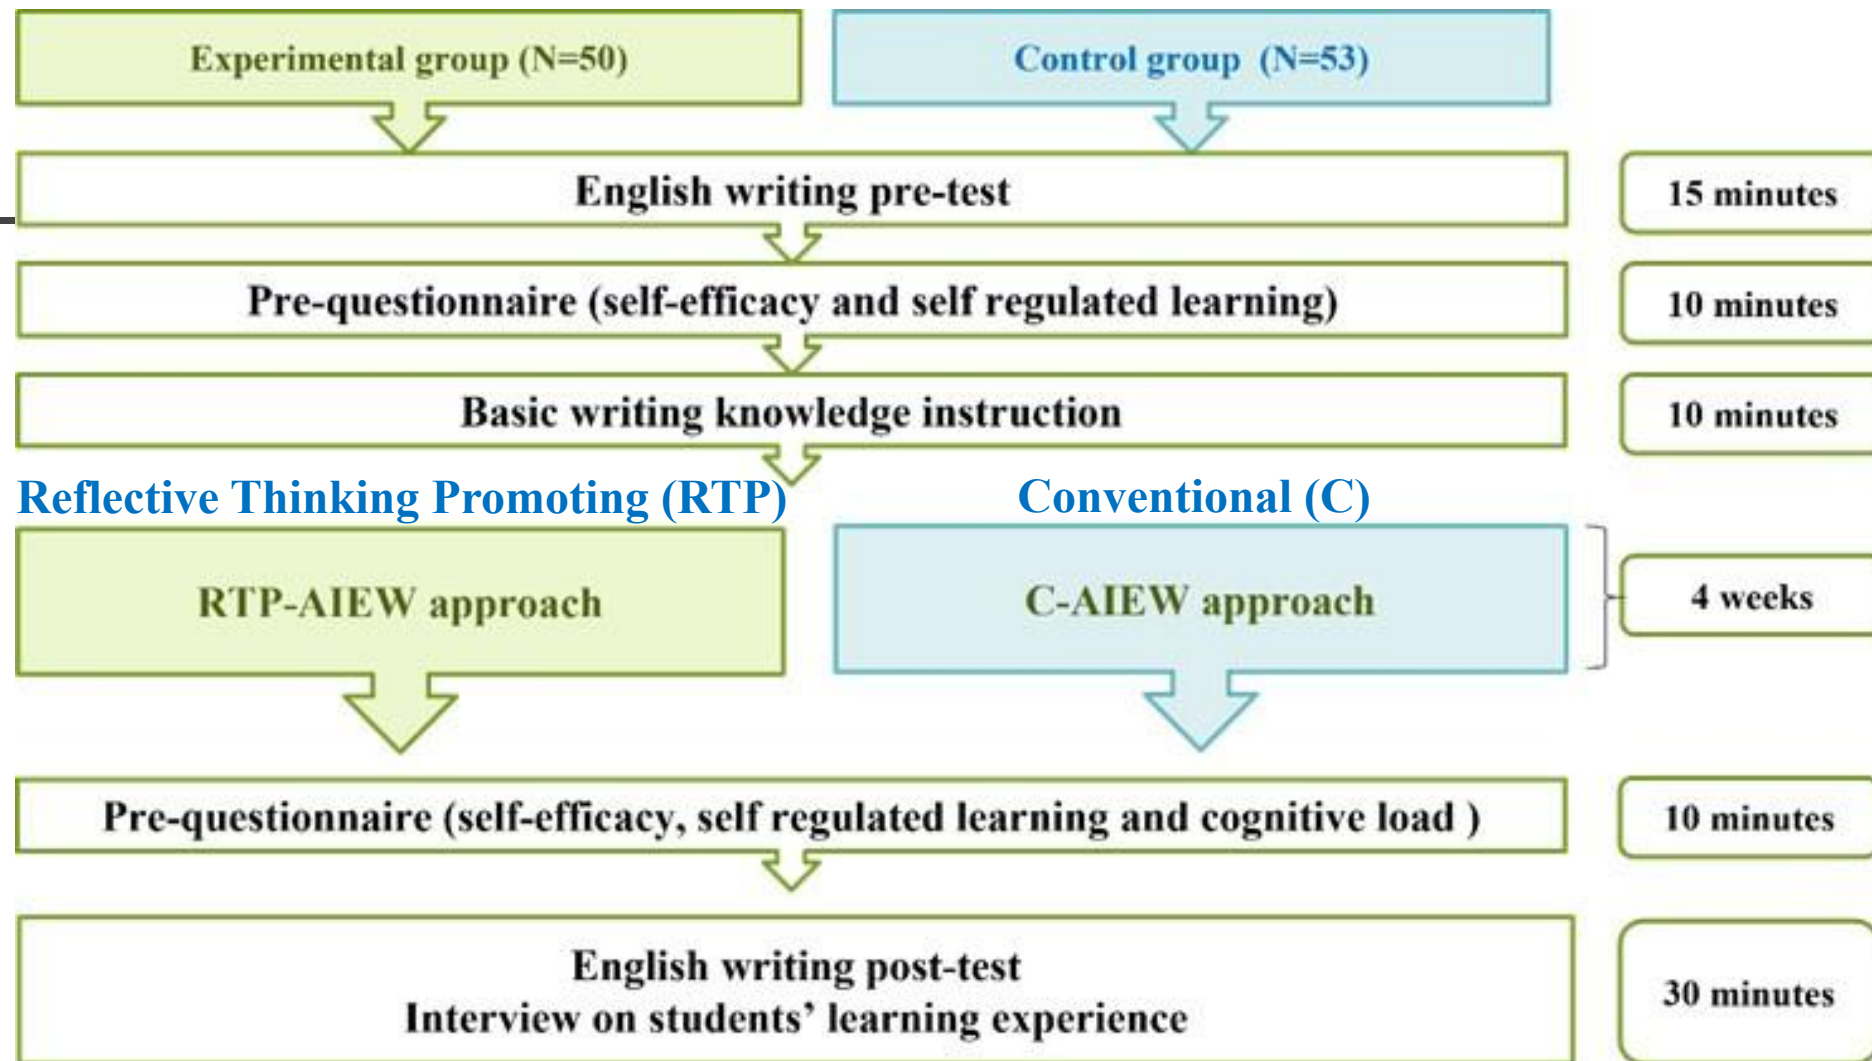 Experimental group (N=50)
Control group (N=53)
English writing pre-test
15 minutes
Pre-questionnaire (self-efficacy and self regulated learning)
10 minutes
Basic writing knowledge instruction
10 minutes
Reflective Thinking Promoting (RTP)
Conventional (C)
RTP-AIEW approach
C-AIEW approach
4 weeks
Pre-questionnaire (self-efficacy, self regulated learning and cognitive load )
10 minutes
English writing post-test
Interview on students’ learning experience
30 minutes